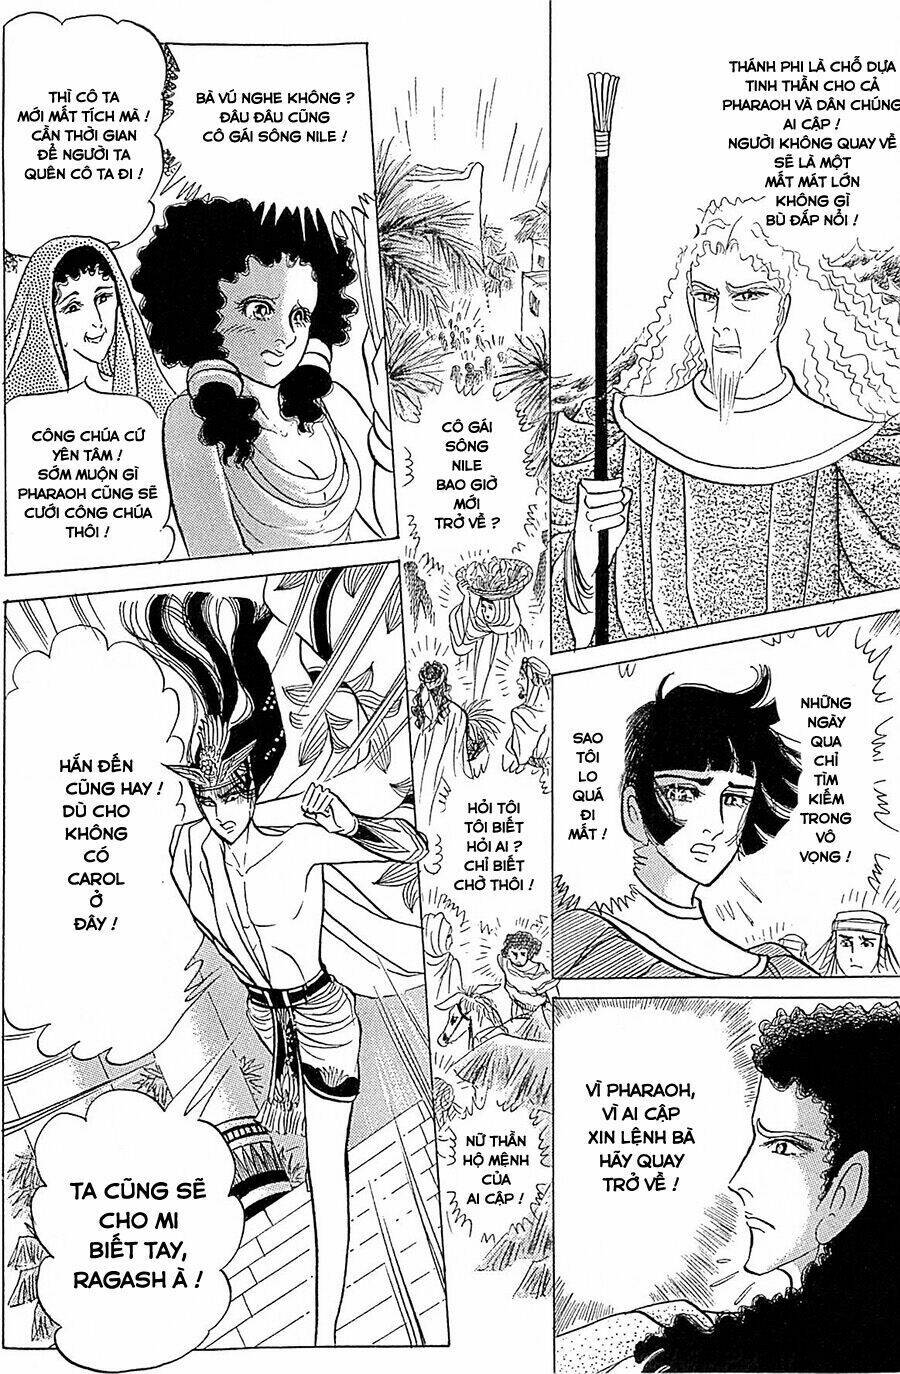 THÁNH PHI LÀ CHỖ DỰA
TINH THẦN CHO CẢ
PHARAOH VÀ DÂN CHÚNG
AI CẬP !
NGƯỜI KHÔNG QUAY VỀ
SẼ LÀ MỘT
MẤT MÁT LỚN
KHÔNG GÌ
BÙ ĐẮP NỔI !
NHỮNG
NGÀY
QUA
CHỈ
TÌM
KIẾM
TRONG
VÔ
VỌNG !
SAO
TÔI
LO
QUÁ
ĐI
MẤT !
VÌ PHARAOH,
VÌ AI CẬP
XIN LỆNH BÀ
HÃY QUAY
TRỞ VỀ !
CÔ GÁI
SÔNG
NILE
BAO GIỜ
MỚI
TRỞ VỀ ?
HỎI TÔI
TÔI BIẾT
HỎI AI ?
CHỈ BIẾT
CHỜ THÔI !
NỮ THẦN
HỘ MỆNH
CỦA
AI CẬP !
BÀ VÚ NGHE KHÔNG ?
ĐÂU ĐÂU CŨNG
CÔ GÁI SÔNG NILE !
THÌ CÔ TA
MỚI MẤT TÍCH MÀ !
CẦN THỜI GIAN
ĐỂ NGƯỜI TA
QUÊN CÔ TA ĐI !
CÔNG CHÚA CỨ
YÊN TÂM !
SỚM MUỘN GÌ
PHARAOH CŨNG SẼ
CƯỚI CÔNG CHÚA
THÔI !
HẮN ĐẾN
CŨNG HAY !
DÙ CHO
KHÔNG
CÓ
CAROL
Ở
ĐÂY !
TA CŨNG SẼ
CHO MI
BIẾT TAY,
RAGASH À !